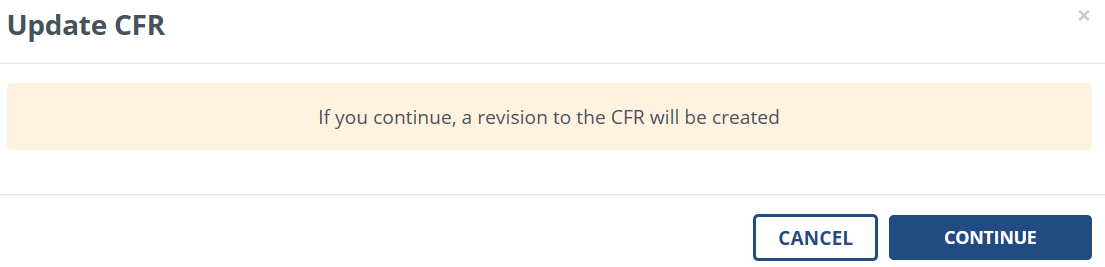 Update CFR
×
If you continue, a revision to the CFR will be created
CANCEL
CONTINUE